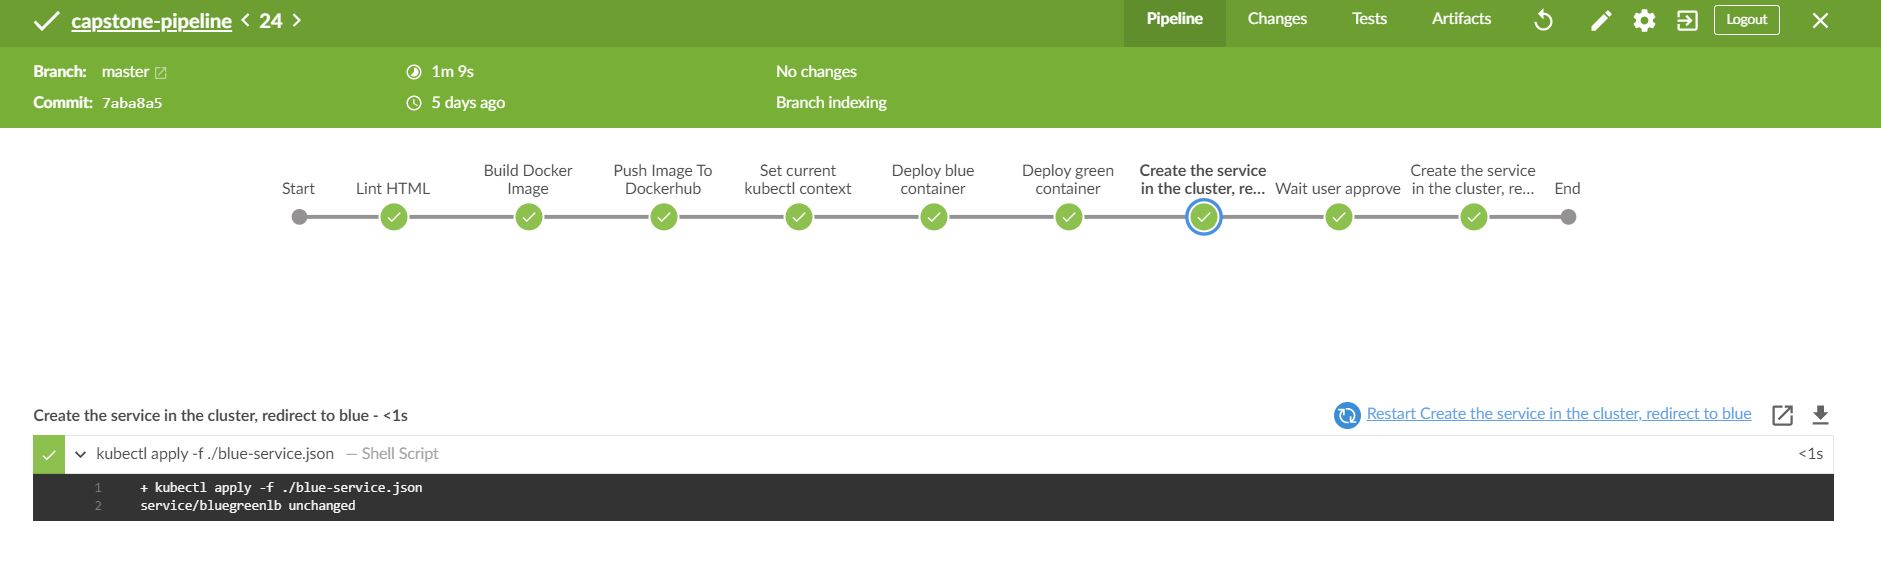 capstone-pipeline < 24 >
Pipeline Changes Tests Artifacts Logout
Branch: master 1m 9s No changes
Commit: 7aba8a5 5 days ago Branch indexing
Start
Lint HTML
Build Docker
Image
Push Image To
Dockerhub
Set current
kubectl context
Deploy blue
container
Deploy green
container
Create the service
in the cluster, re...
Wait user approve
Create the service
in the cluster, re...
End
Create the service in the cluster, redirect to blue - <1s
Restart Create the service in the cluster, redirect to blue
kubectl apply -f ./blue-service.json — Shell Script <1s
1 + kubectl apply -f ./blue-service.json
2 service/bluegreenlb unchanged